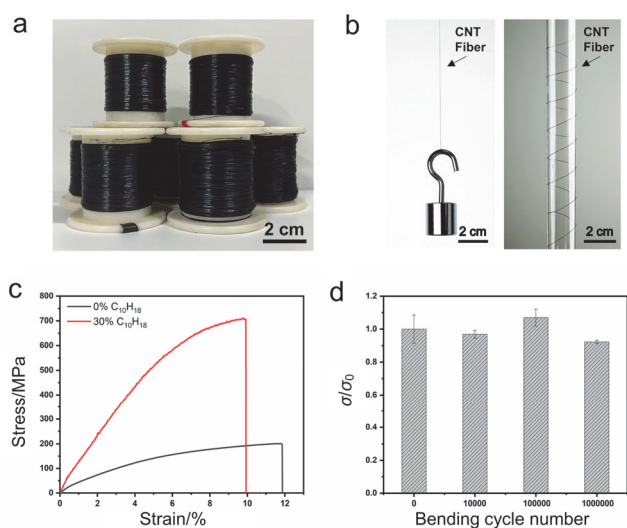 a
2 cm
b
CNT
Fiber
2 cm
CNT
Fiber
2 cm
c
0% C₁₀H₁₈
30% C₁₀H₁₈
Stress/MPa
800
700
600
500
400
300
200
100
0
0 2 4 6 8 10 12
Strain/%
d
σ/σ₀
1.2
1.0
0.8
0.6
0.4
0.2
0.0
0 10000 100000 1000000
Bending cycle number